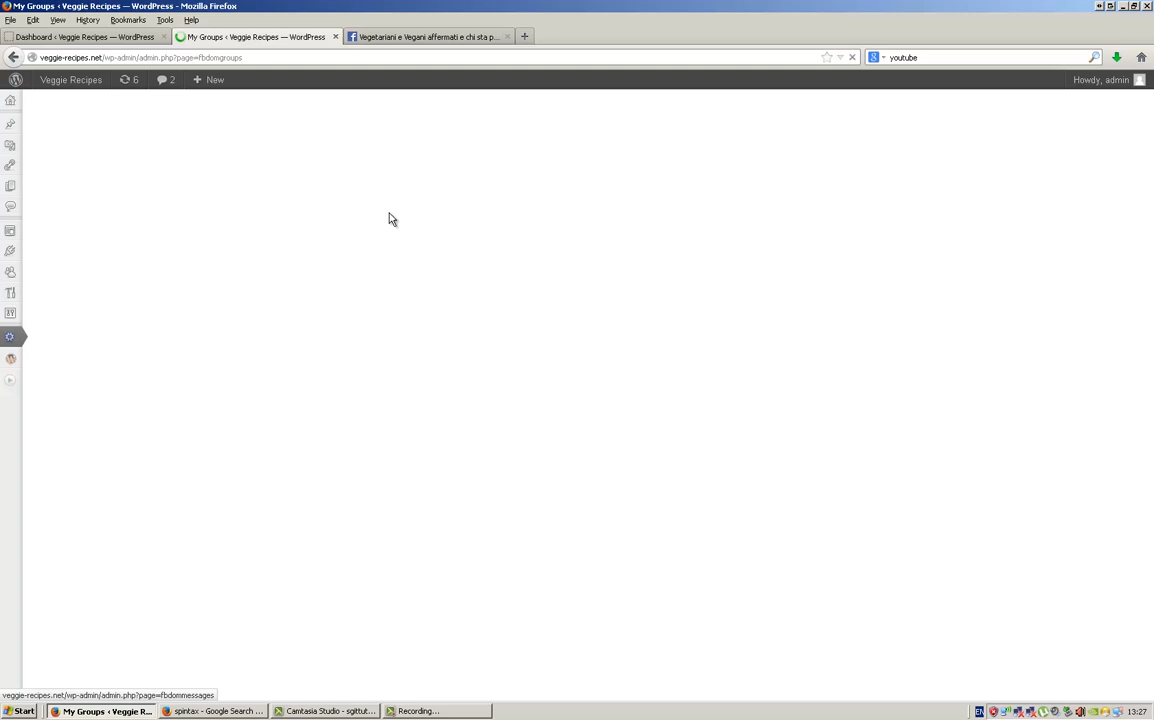 My Groups ‹ Veggie Recipes — WordPress - Mozilla Firefox
File Edit View History Bookmarks Tools Help
Dashboard ‹ Veggie Recipes — WordPress
My Groups ‹ Veggie Recipes — WordPress
Vegetariani e Vegani affermati e chi sta p...
veggie-recipes.net/wp-admin/admin.php?page=fbdomgroups
youtube
Veggie Recipes 6 2 New Howdy, admin
veggie-recipes.net/wp-admin/admin.php?page=fbdommessages
Start My Groups ‹ Veggie R... spintax - Google Search ... Camtasia Studio - sgittut... Recording... EN 13:27